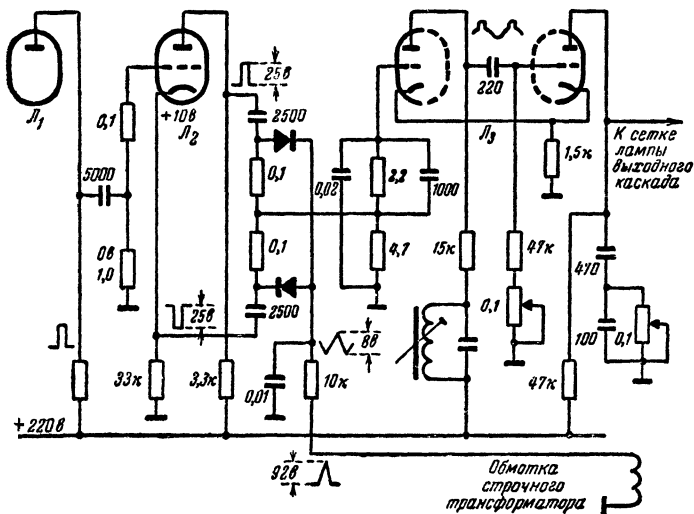 Л1
0,1
5000
0в
1,0
+10в
Л2
25в
2500
0,1
0,1
2500
25в
33к
3,3к
0,01
8в
10к
+220в
92в
0,02
2,2
1000
4,7
220
Л3
15к
47к
0,1
1,5к
К сетке
лампы
выходного
каскада
470
100
0,1
47к
Обмотка
строчного
трансформатора